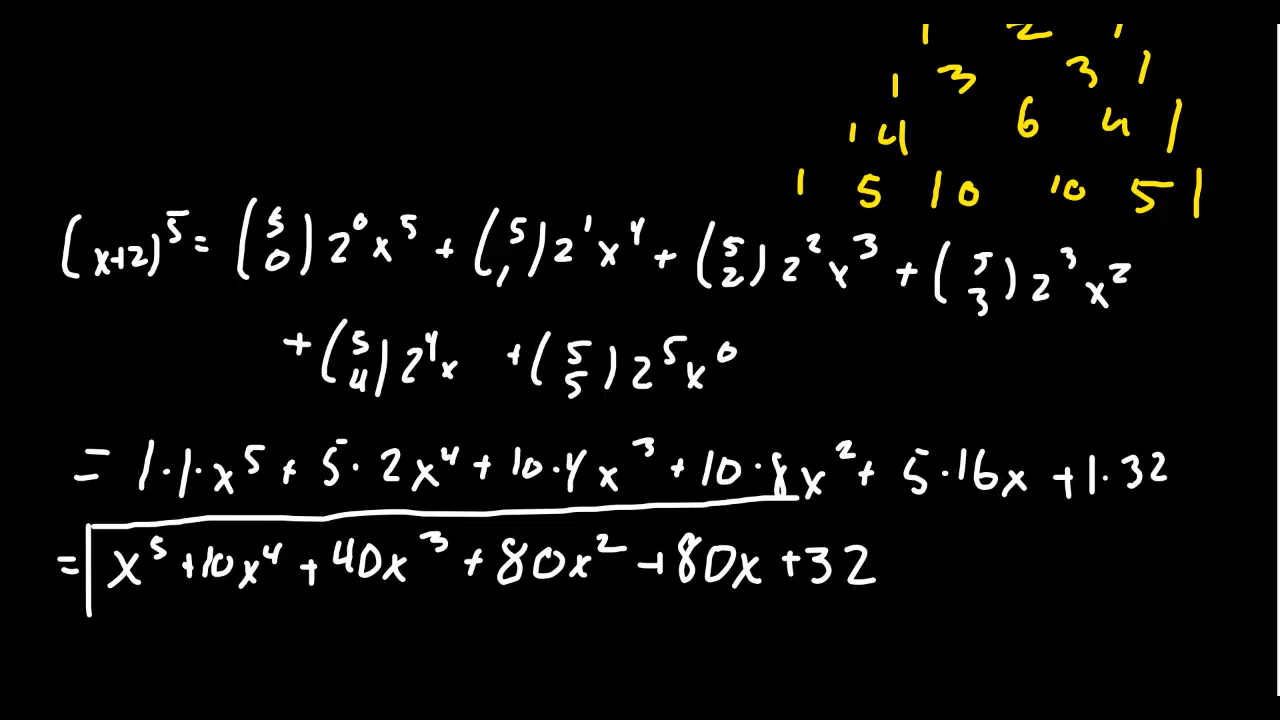 1 2 1
1 3 3 1
1 4 6 4 1
1 5 10 10 5 1
(x+2)^5 = (5 0) 2^0 x^5 + (5 1) 2^1 x^4 + (5 2) 2^2 x^3 + (5 3) 2^3 x^2
+ (5 4) 2^4 x + (5 5) 2^5 x^0
= 1·1·x^5 + 5·2x^4 + 10·4x^3 + 10·8x^2 + 5·16x + 1·32
= x^5 + 10x^4 + 40x^3 + 80x^2 + 80x + 32